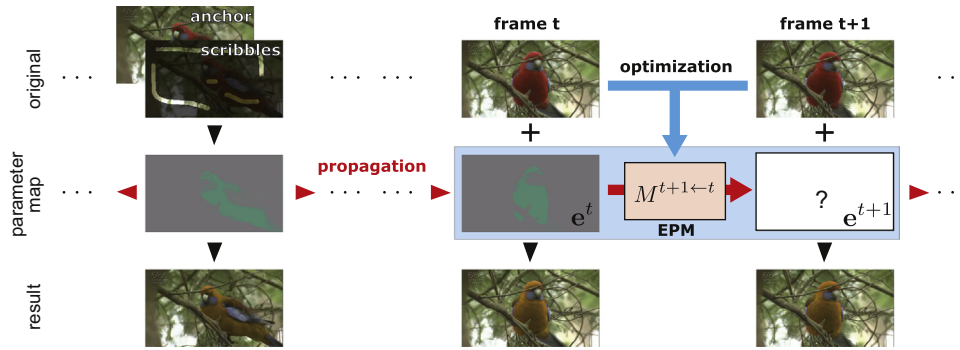 anchor
scribbles
frame t
frame t+1
original
. . .
. . . . . .
optimization
. .
+
+
parameter
map
. . .
propagation
. . . . . .
e^t
M^{t+1←t}
EPM
?
e^{t+1}
. .
result